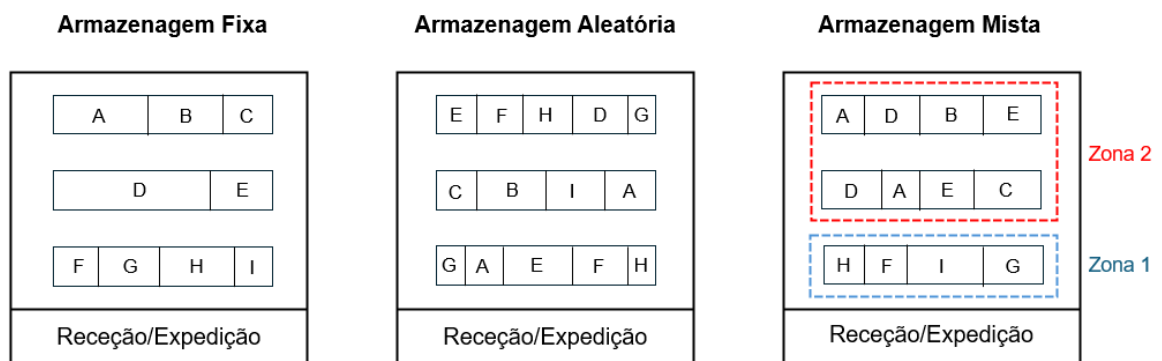 Armazenagem Fixa
A B C
D E
F G H I
Receção/Expedição
Armazenagem Aleatória
E F H D G
C B I A
G A E F H
Receção/Expedição
Armazenagem Mista
A D B E
D A E C
Zona 2
H F I G
Zona 1
Receção/Expedição